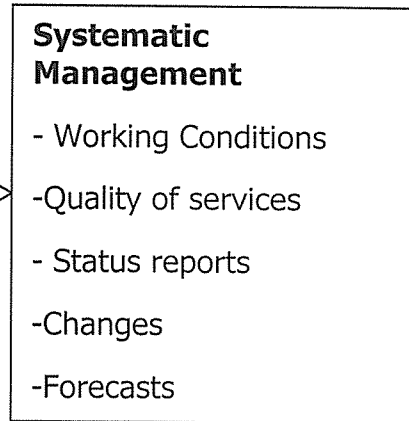 Systematic
Management
- Working Conditions
-Quality of services
- Status reports
-Changes
-Forecasts